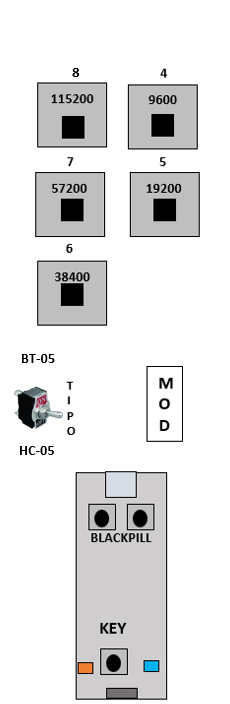 8 4
115200 9600
7 5
57200 19200
6
38400
BT-05
T
I
P
O
HC-05
M
O
D
BLACKPILL
KEY